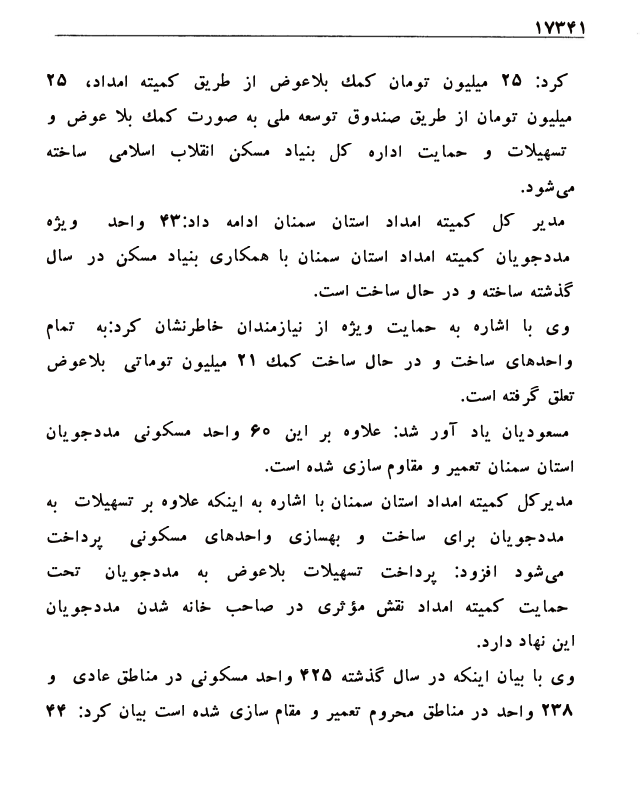 ۱۷۳۴۱
کرد: ۲۵ میلیون تومان کمك بلاعوض از طریق کمیته امداد، ۲۵
میلیون تومان از طریق صندوق توسعه ملی به صورت کمك بلا عوض و
تسهیلات و حمایت اداره کل بنیاد مسکن انقلاب اسلامی ساخته
می‌شود.
مدیر کل کمیته امداد استان سمنان ادامه داد:۴۳ واحد ویژه
مددجویان کمیته امداد استان سمنان با همکاری بنیاد مسکن در سال
گذشته ساخته و در حال ساخت است.
وی با اشاره به حمایت ویژه از نیازمندان خاطرنشان کرد:به تمام
واحدهای ساخت و در حال ساخت کمك ۲۱ میلیون توماتی بلاعوض
تعلق گرفته است.
مسعودیان یاد آور شد: علاوه بر این ۶۰ واحد مسکونی مددجویان
استان سمنان تعمیر و مقاوم سازی شده است.
مدیرکل کمیته امداد استان سمنان با اشاره به اینکه علاوه بر تسهیلات به
مددجویان برای ساخت و بهسازی واحدهای مسکونی پرداخت
می‌شود افزود: پرداخت تسهیلات بلاعوض به مددجویان تحت
حمایت کمیته امداد نقش مؤثری در صاحب خانه شدن مددجویان
این نهاد دارد.
وی با بیان اینکه در سال گذشته ۴۲۵ واحد مسکونی در مناطق عادی و
۲۳۸ واحد در مناطق محروم تعمیر و مقام سازی شده است بیان کرد: ۴۴